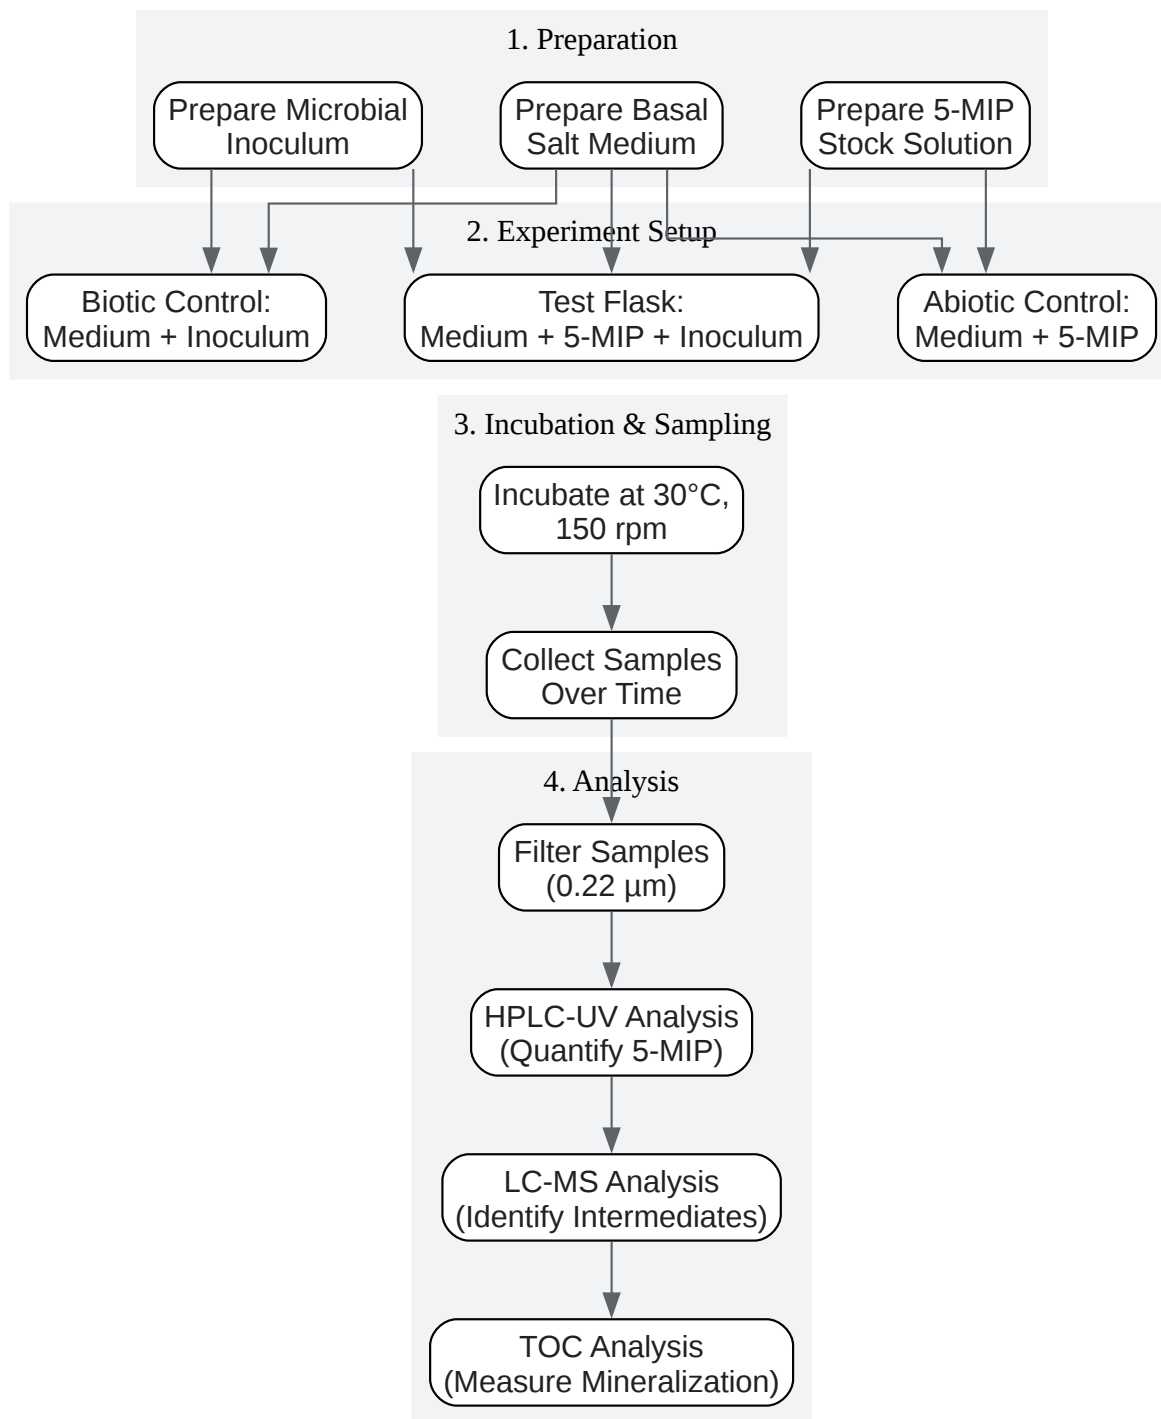 1. Preparation
Prepare Microbial
Inoculum
Prepare Basal
Salt Medium
Prepare 5-MIP
Stock Solution
2. Experiment Setup
Biotic Control:
Medium + Inoculum
Test Flask:
Medium + 5-MIP + Inoculum
Abiotic Control:
Medium + 5-MIP
3. Incubation & Sampling
Incubate at 30°C,
150 rpm
Collect Samples
Over Time
4. Analysis
Filter Samples
(0.22 µm)
HPLC-UV Analysis
(Quantify 5-MIP)
LC-MS Analysis
(Identify Intermediates)
TOC Analysis
(Measure Mineralization)